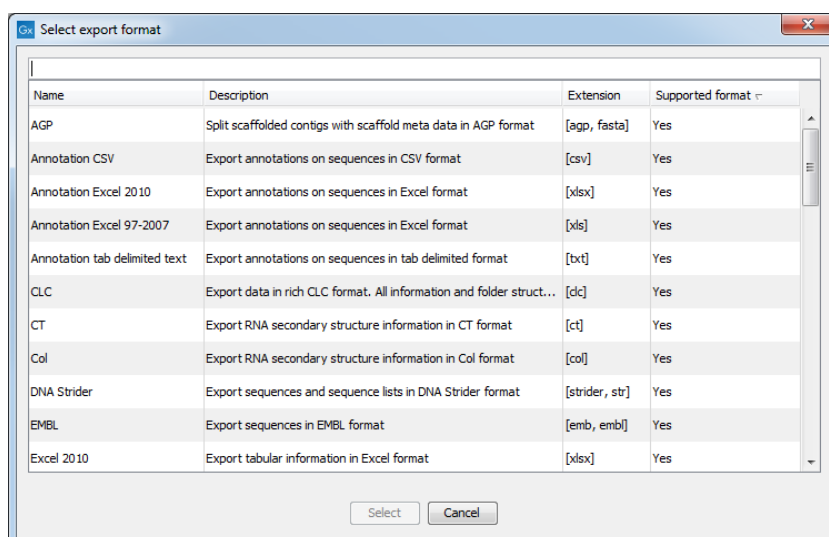 Gx Select export format
Name Description Extension Supported format
AGP Split scaffolded contigs with scaffold meta data in AGP format [agp, fasta] Yes
Annotation CSV Export annotations on sequences in CSV format [csv] Yes
Annotation Excel 2010 Export annotations on sequences in Excel format [xlsx] Yes
Annotation Excel 97-2007 Export annotations on sequences in Excel format [xls] Yes
Annotation tab delimited text Export annotations on sequences in tab delimited format [txt] Yes
CLC Export data in rich CLC format. All information and folder struct... [clc] Yes
CT Export RNA secondary structure information in CT format [ct] Yes
Col Export RNA secondary structure information in Col format [col] Yes
DNA Strider Export sequences and sequence lists in DNA Strider format [strider, str] Yes
EMBL Export sequences in EMBL format [emb, embl] Yes
Excel 2010 Export tabular information in Excel format [xlsx] Yes
Select Cancel